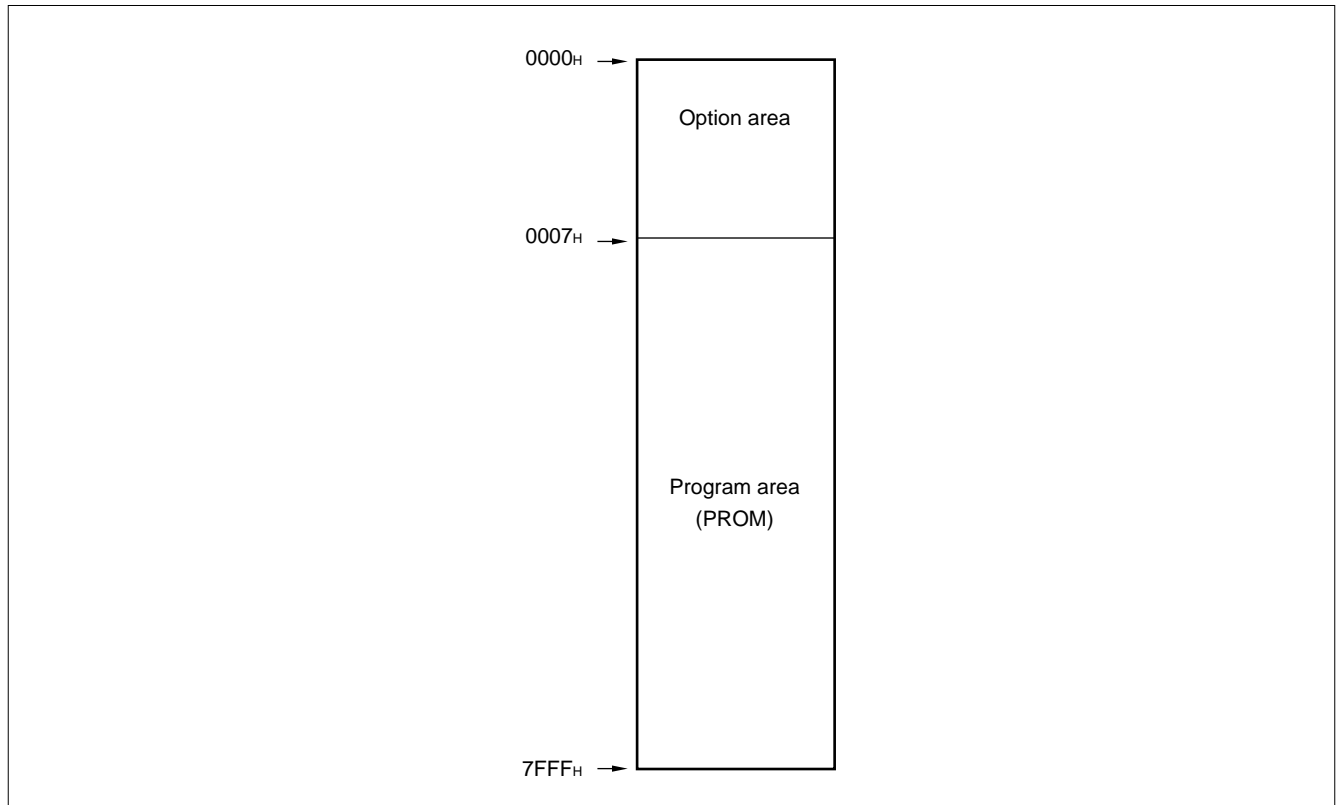 0000H
Option area
0007H
Program area
(PROM)
7FFFH